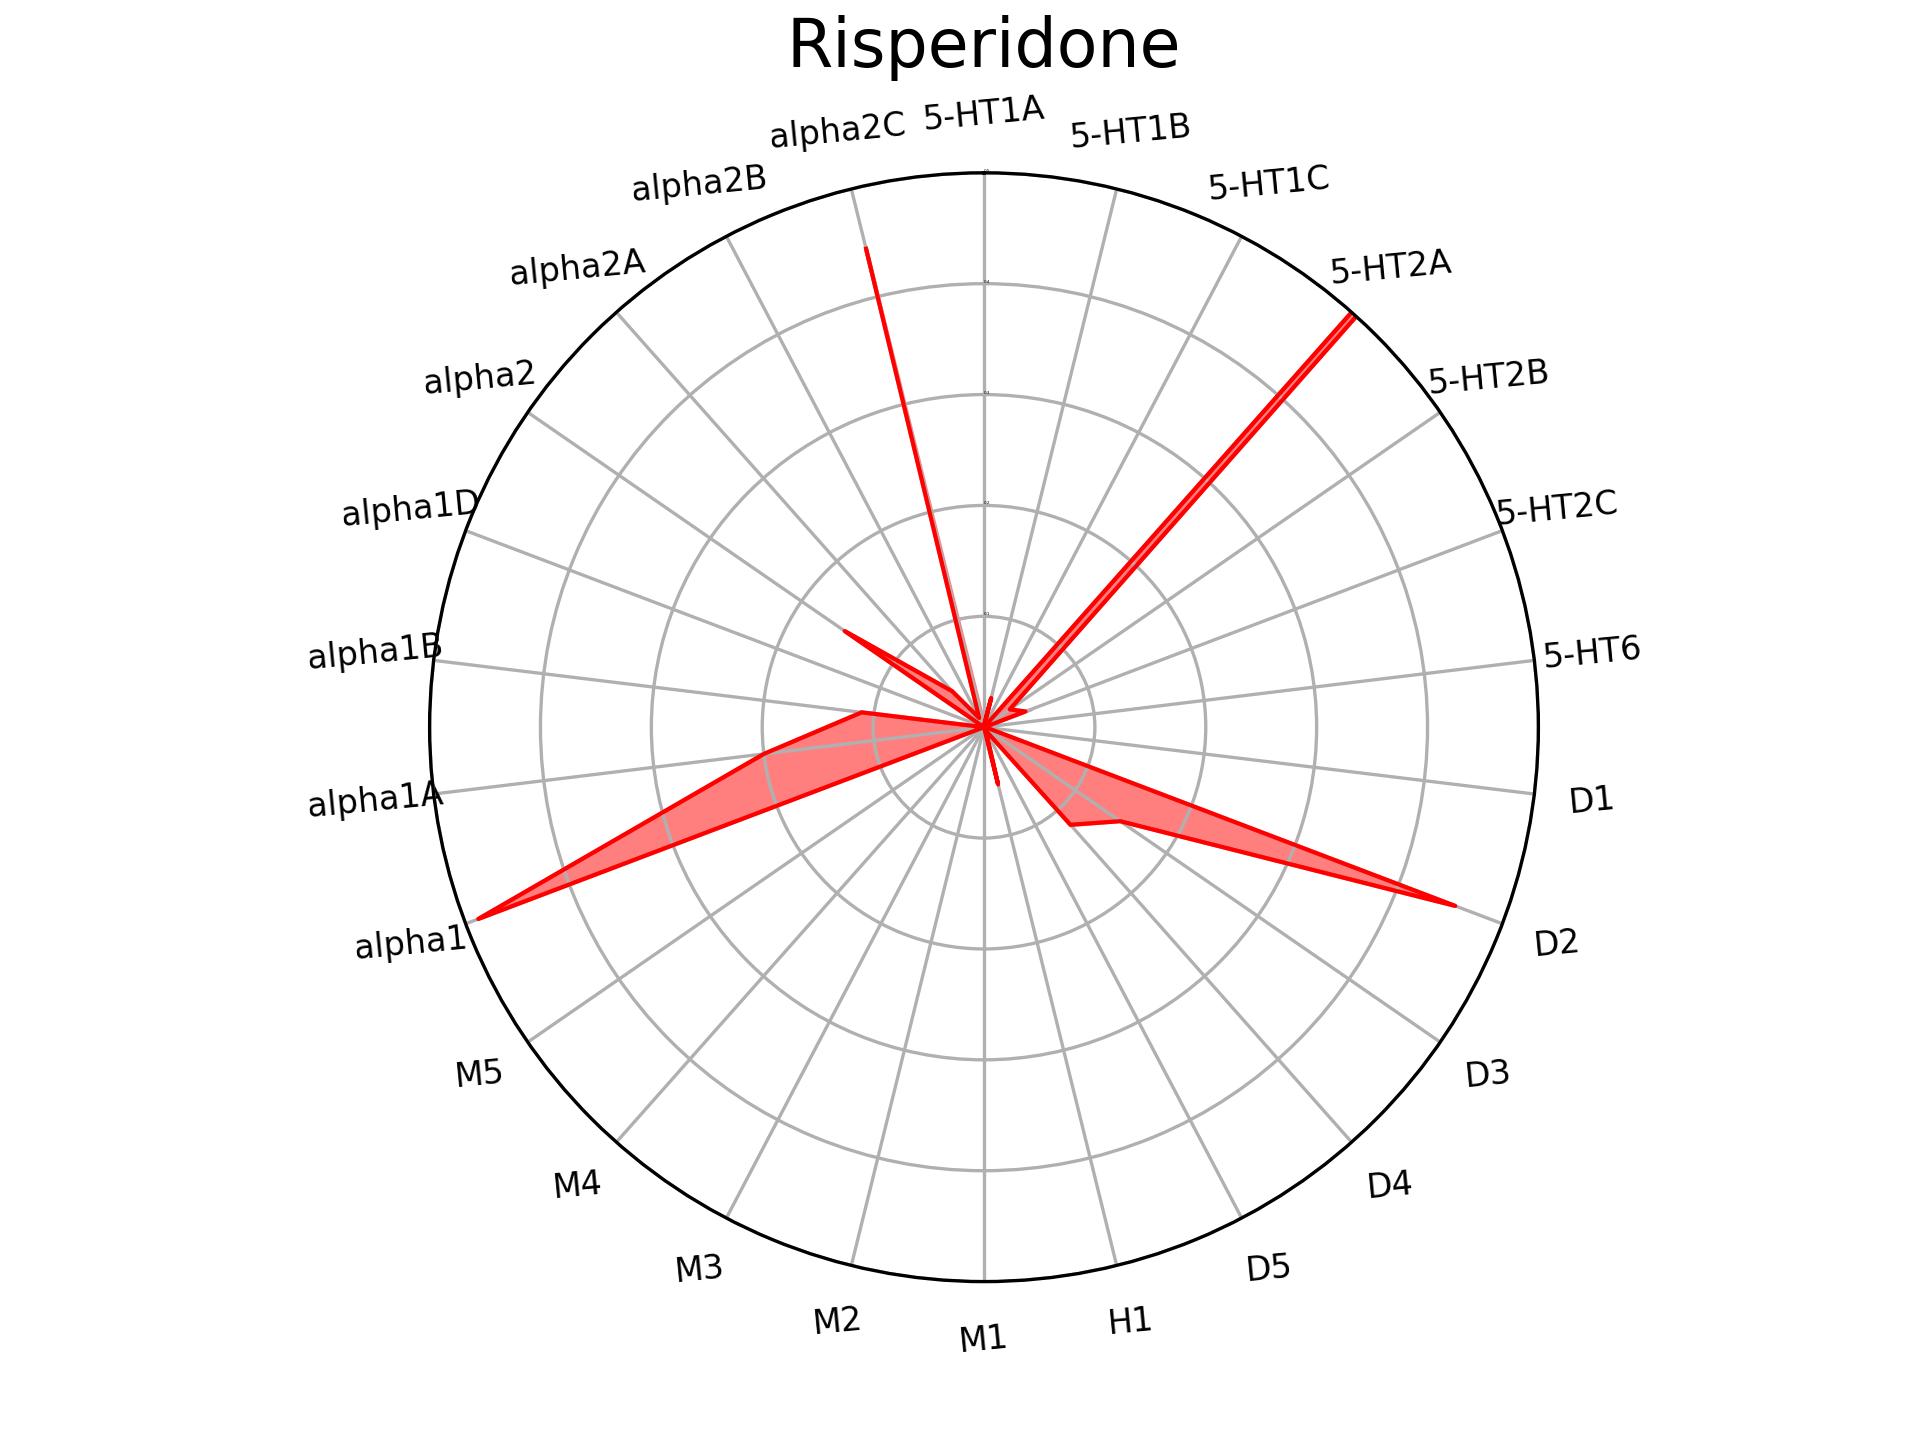 Risperidone
5-HT1A
5-HT1B
5-HT1C
5-HT2A
5-HT2B
5-HT2C
5-HT6
D1
D2
D3
D4
D5
H1
M1
M2
M3
M4
M5
alpha1
alpha1A
alpha1B
alpha1D
alpha2
alpha2A
alpha2B
alpha2C